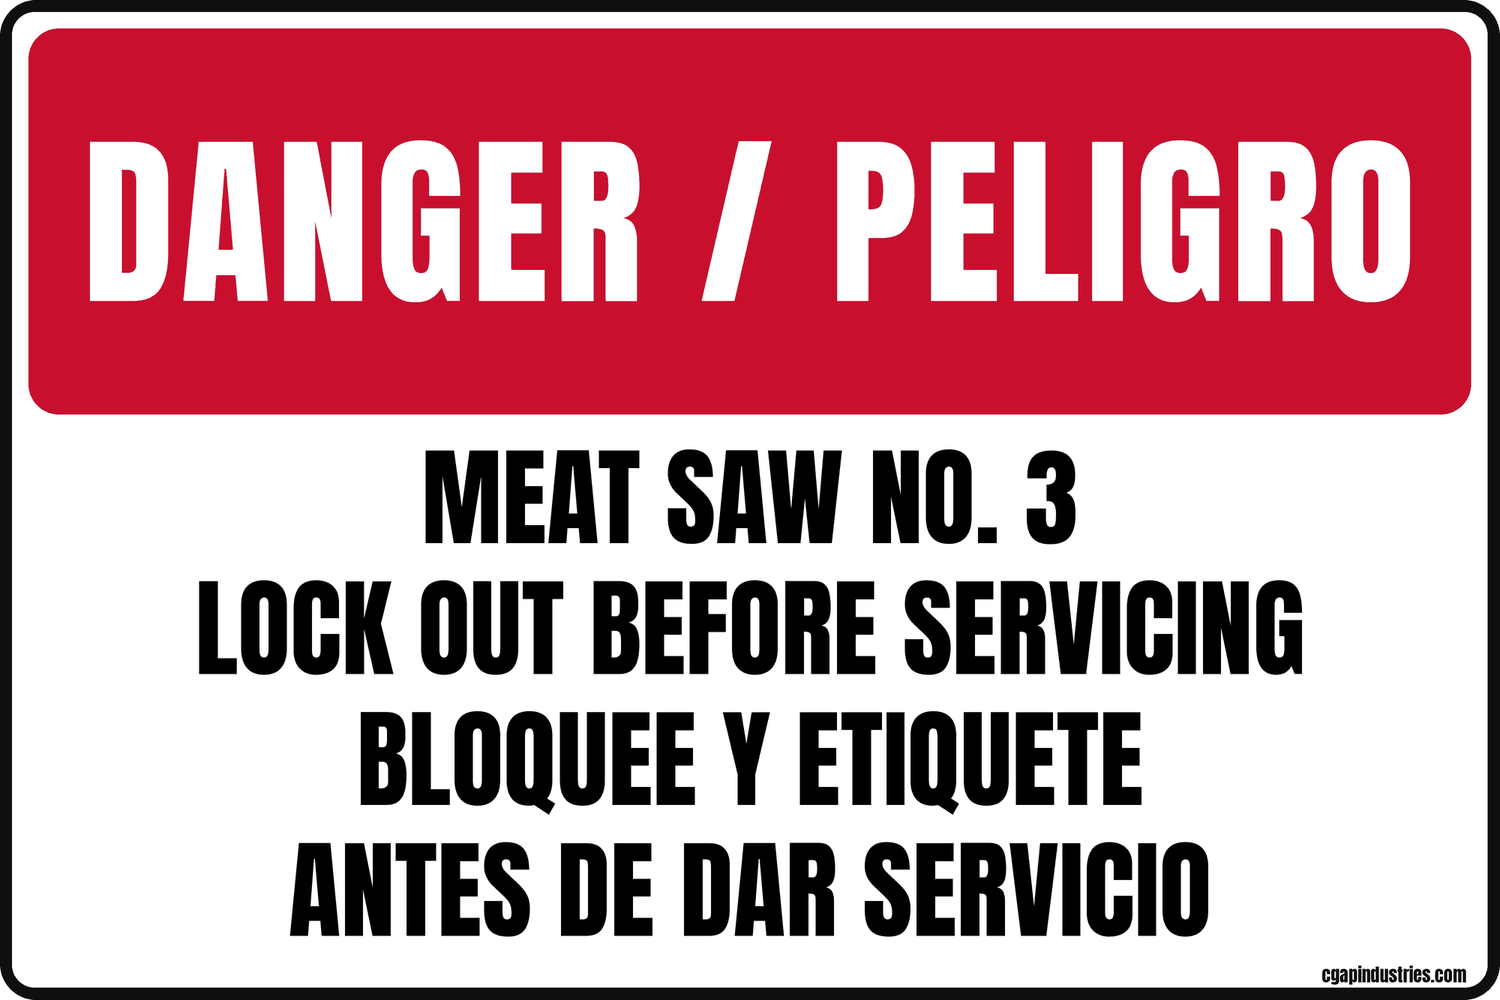 DANGER / PELIGRO
MEAT SAW NO. 3
LOCK OUT BEFORE SERVICING
BLOQUEE Y ETIQUETE
ANTES DE DAR SERVICIO
cgapindustries.com